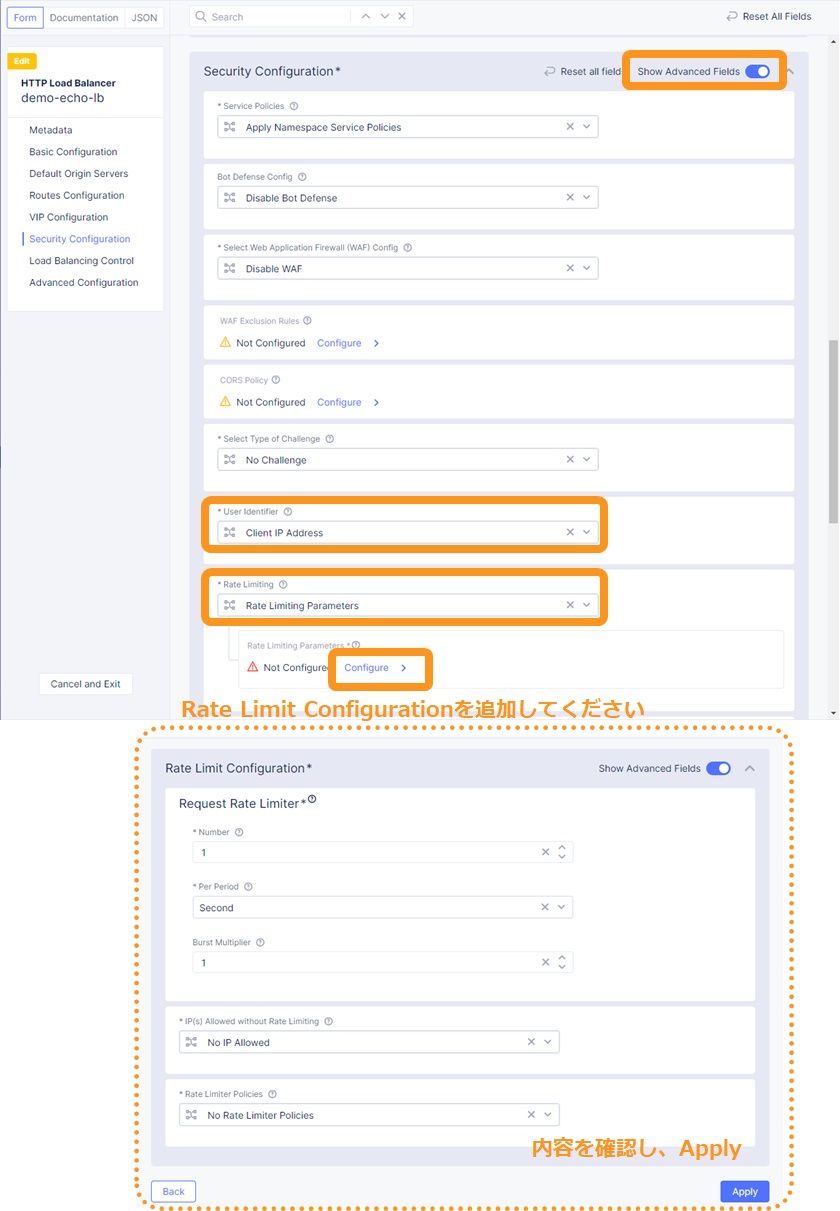 Form Documentation JSON
Search
Reset All Fields
Edit
HTTP Load Balancer
demo-echo-lb
Metadata
Basic Configuration
Default Origin Servers
Routes Configuration
VIP Configuration
Security Configuration
Load Balancing Control
Advanced Configuration
Cancel and Exit
Security Configuration*
Reset all field
Show Advanced Fields
* Service Policies
Apply Namespace Service Policies
Bot Defense Config
Disable Bot Defense
* Select Web Application Firewall (WAF) Config
Disable WAF
WAF Exclusion Rules
Not Configured Configure
CORS Policy
Not Configured Configure
* Select Type of Challenge
No Challenge
* User Identifier
Client IP Address
* Rate Limiting
Rate Limiting Parameters
Rate Limiting Parameters *
Not Configured Configure
Rate Limit Configurationを追加してください
Rate Limit Configuration*
Show Advanced Fields
Request Rate Limiter*
* Number
1
* Per Period
Second
Burst Multiplier
1
* IP(s) Allowed without Rate Limiting
No IP Allowed
* Rate Limiter Policies
No Rate Limiter Policies
内容を確認し、Apply
Back
Apply